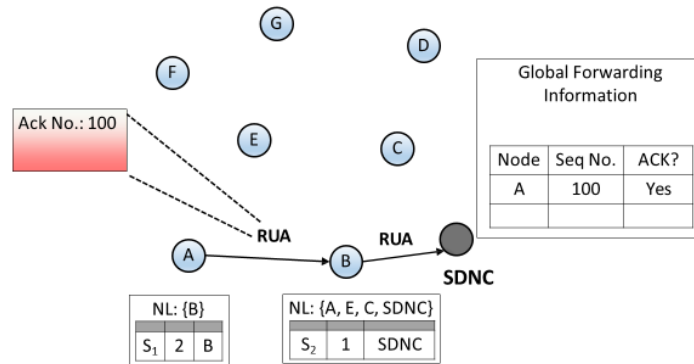 G
D
F
Global Forwarding
Information
Ack No.: 100
E
C
Node Seq No. ACK?
A 100 Yes
RUA
RUA
A
B
SDNC
NL: {B}
S₁ 2 B
NL: {A, E, C, SDNC}
S₂ 1 SDNC